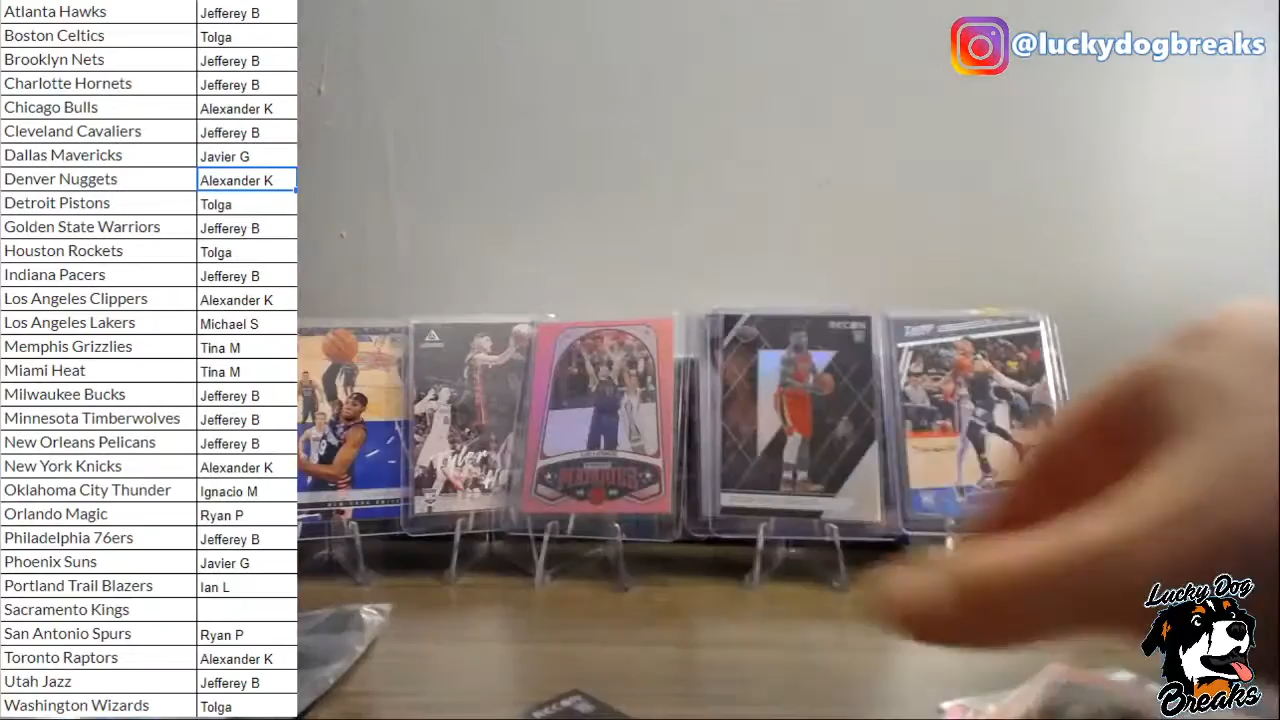 Atlanta Hawks Jefferey B
Boston Celtics Tolga
Brooklyn Nets Jefferey B
Charlotte Hornets Jefferey B
Chicago Bulls Alexander K
Cleveland Cavaliers Jefferey B
Dallas Mavericks Javier G
Denver Nuggets Alexander K
Detroit Pistons Tolga
Golden State Warriors Jefferey B
Houston Rockets Tolga
Indiana Pacers Jefferey B
Los Angeles Clippers Alexander K
Los Angeles Lakers Michael S
Memphis Grizzlies Tina M
Miami Heat Tina M
Milwaukee Bucks Jefferey B
Minnesota Timberwolves Jefferey B
New Orleans Pelicans Jefferey B
New York Knicks Alexander K
Oklahoma City Thunder Ignacio M
Orlando Magic Ryan P
Philadelphia 76ers Jefferey B
Phoenix Suns Javier G
Portland Trail Blazers Ian L
Sacramento Kings
San Antonio Spurs Ryan P
Toronto Raptors Alexander K
Utah Jazz Jefferey B
Washington Wizards Tolga
@luckydogbreaks
RECON
Tyler
MARQUEE
Lucky Dog
Breaks